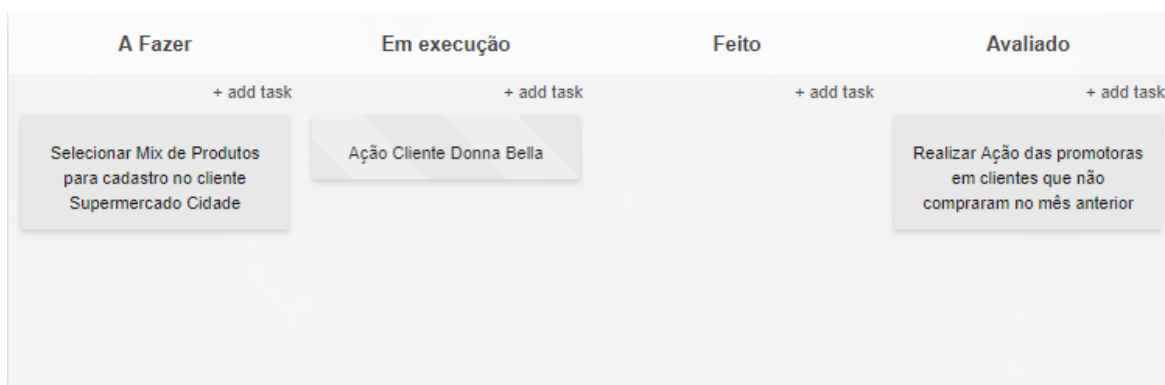 A Fazer
Em execução
Feito
Avaliado
+ add task
+ add task
+ add task
+ add task
Selecionar Mix de Produtos
para cadastro no cliente
Supermercado Cidade
Ação Cliente Donna Bella
Realizar Ação das promotoras
em clientes que não
compraram no mês anterior